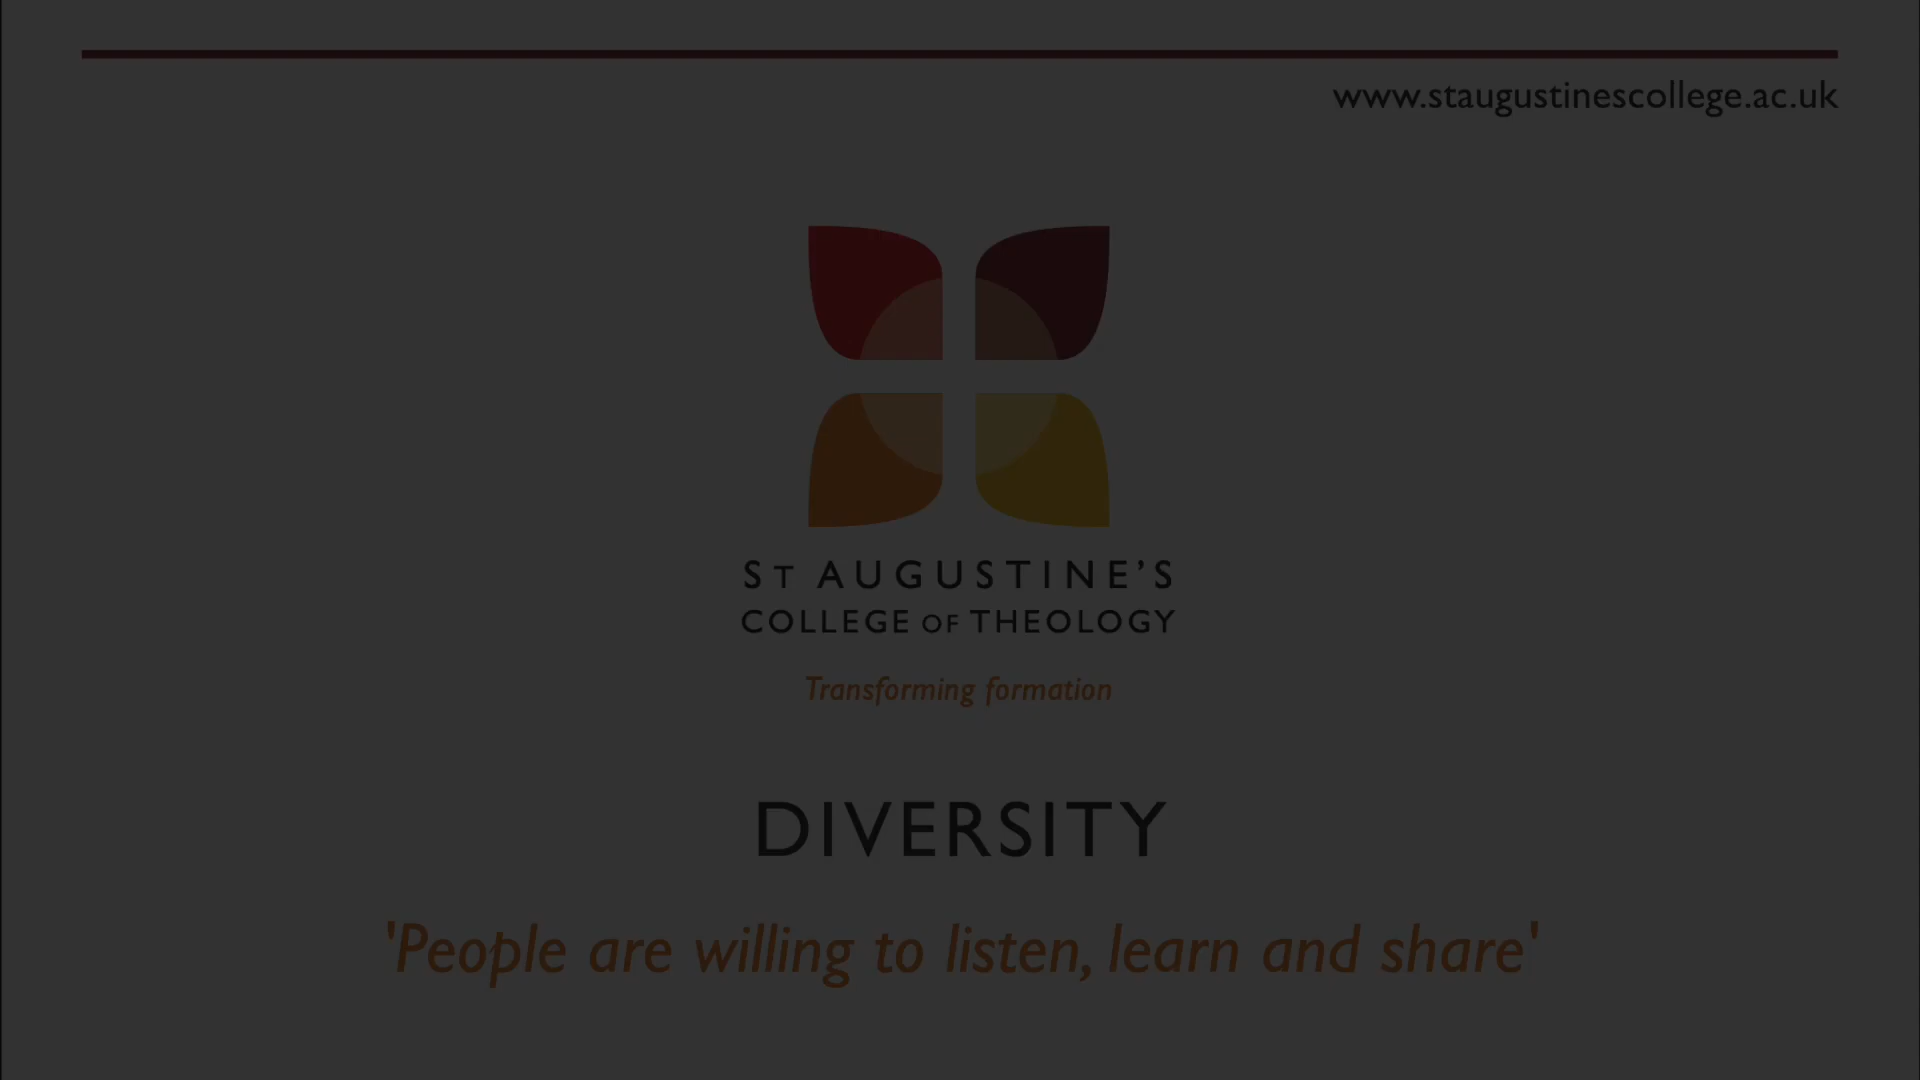 www.staugustinescollege.ac.uk
ST AUGUSTINE'S
COLLEGE OF THEOLOGY
Transforming formation
DIVERSITY
'People are willing to listen, learn and share'